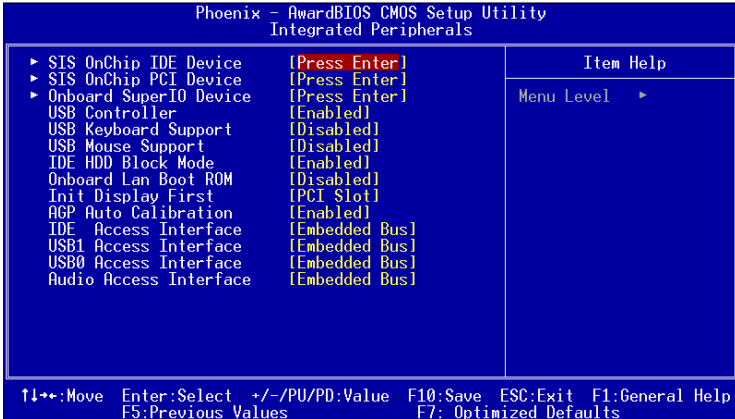 Phoenix - AwardBIOS CMOS Setup Utility
Integrated Peripherals
► SIS OnChip IDE Device [Press Enter]
► SIS OnChip PCI Device [Press Enter]
► Onboard SuperIO Device [Press Enter]
USB Controller [Enabled]
USB Keyboard Support [Disabled]
USB Mouse Support [Disabled]
IDE HDD Block Mode [Enabled]
Onboard Lan Boot ROM [Disabled]
Init Display First [PCI Slot]
AGP Auto Calibration [Enabled]
IDE Access Interface [Embedded Bus]
USB1 Access Interface [Embedded Bus]
USB0 Access Interface [Embedded Bus]
Audio Access Interface [Embedded Bus]
Item Help
Menu Level ►
↑↓→←:Move Enter:Select +/-/PU/PD:Value F10:Save ESC:Exit F1:General Help
F5:Previous Values F7: Optimized Defaults